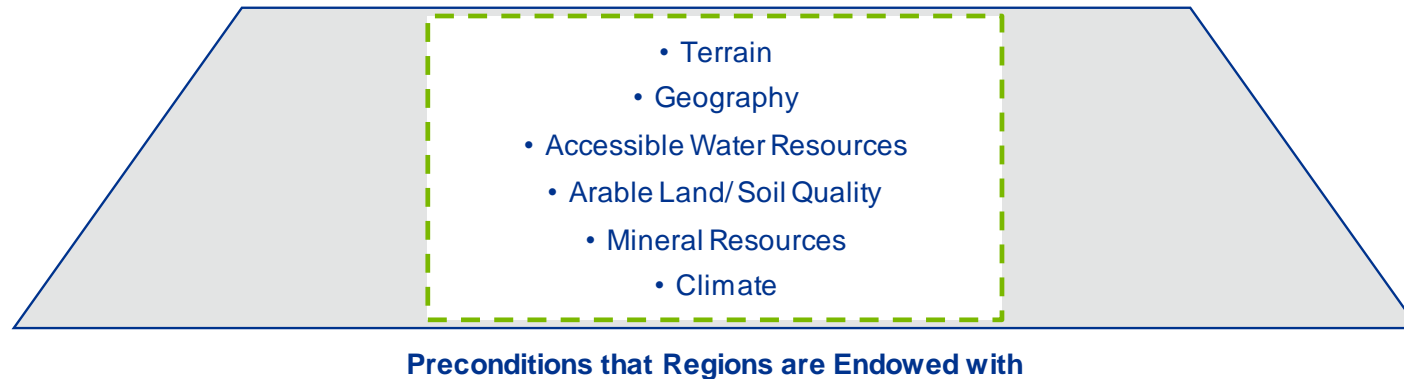 • Terrain
• Geography
• Accessible Water Resources
• Arable Land/ Soil Quality
• Mineral Resources
• Climate
Preconditions that Regions are Endowed with